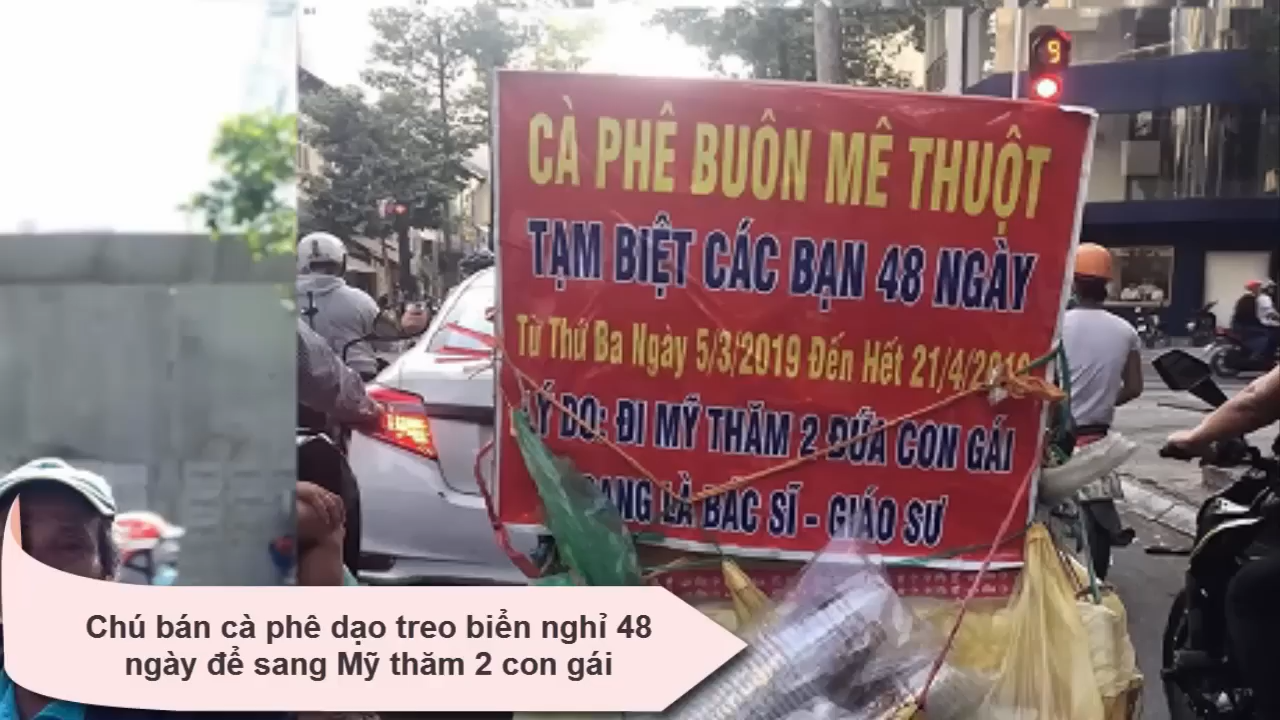 CÀ PHÊ BUÔN MÊ THUỘT
TẠM BIỆT CÁC BẠN 48 NGÀY
Từ Thứ Ba Ngày 5/3/2019 Đến Hết 21/4/2019
LÝ DO: ĐI MỸ THĂM 2 ĐỨA CON GÁI
LÀ BÁC SĨ - GIÁO SƯ
9
Chú bán cà phê dạo treo biển nghỉ 48
ngày để sang Mỹ thăm 2 con gái